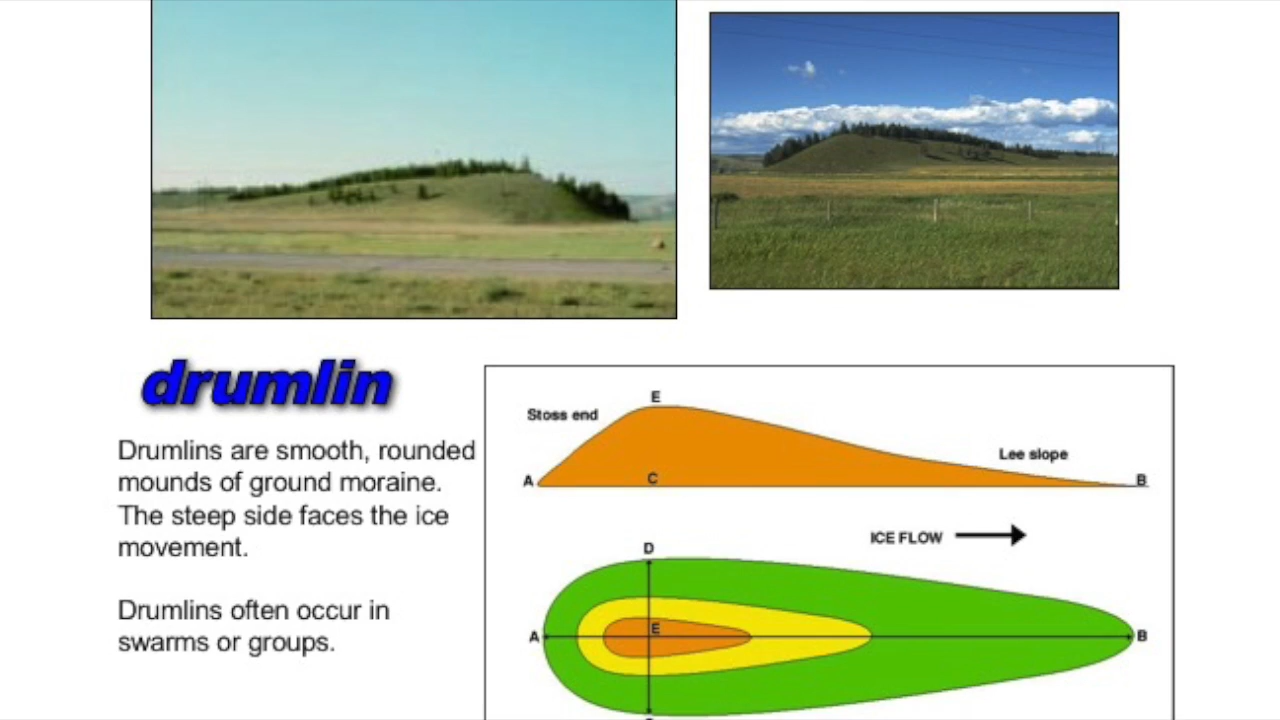 drumlin
Drumlins are smooth, rounded
mounds of ground moraine.
The steep side faces the ice
movement.
Drumlins often occur in
swarms or groups.
E
Stoss end
Lee slope
A
C
B
ICE FLOW
D
E
A
B